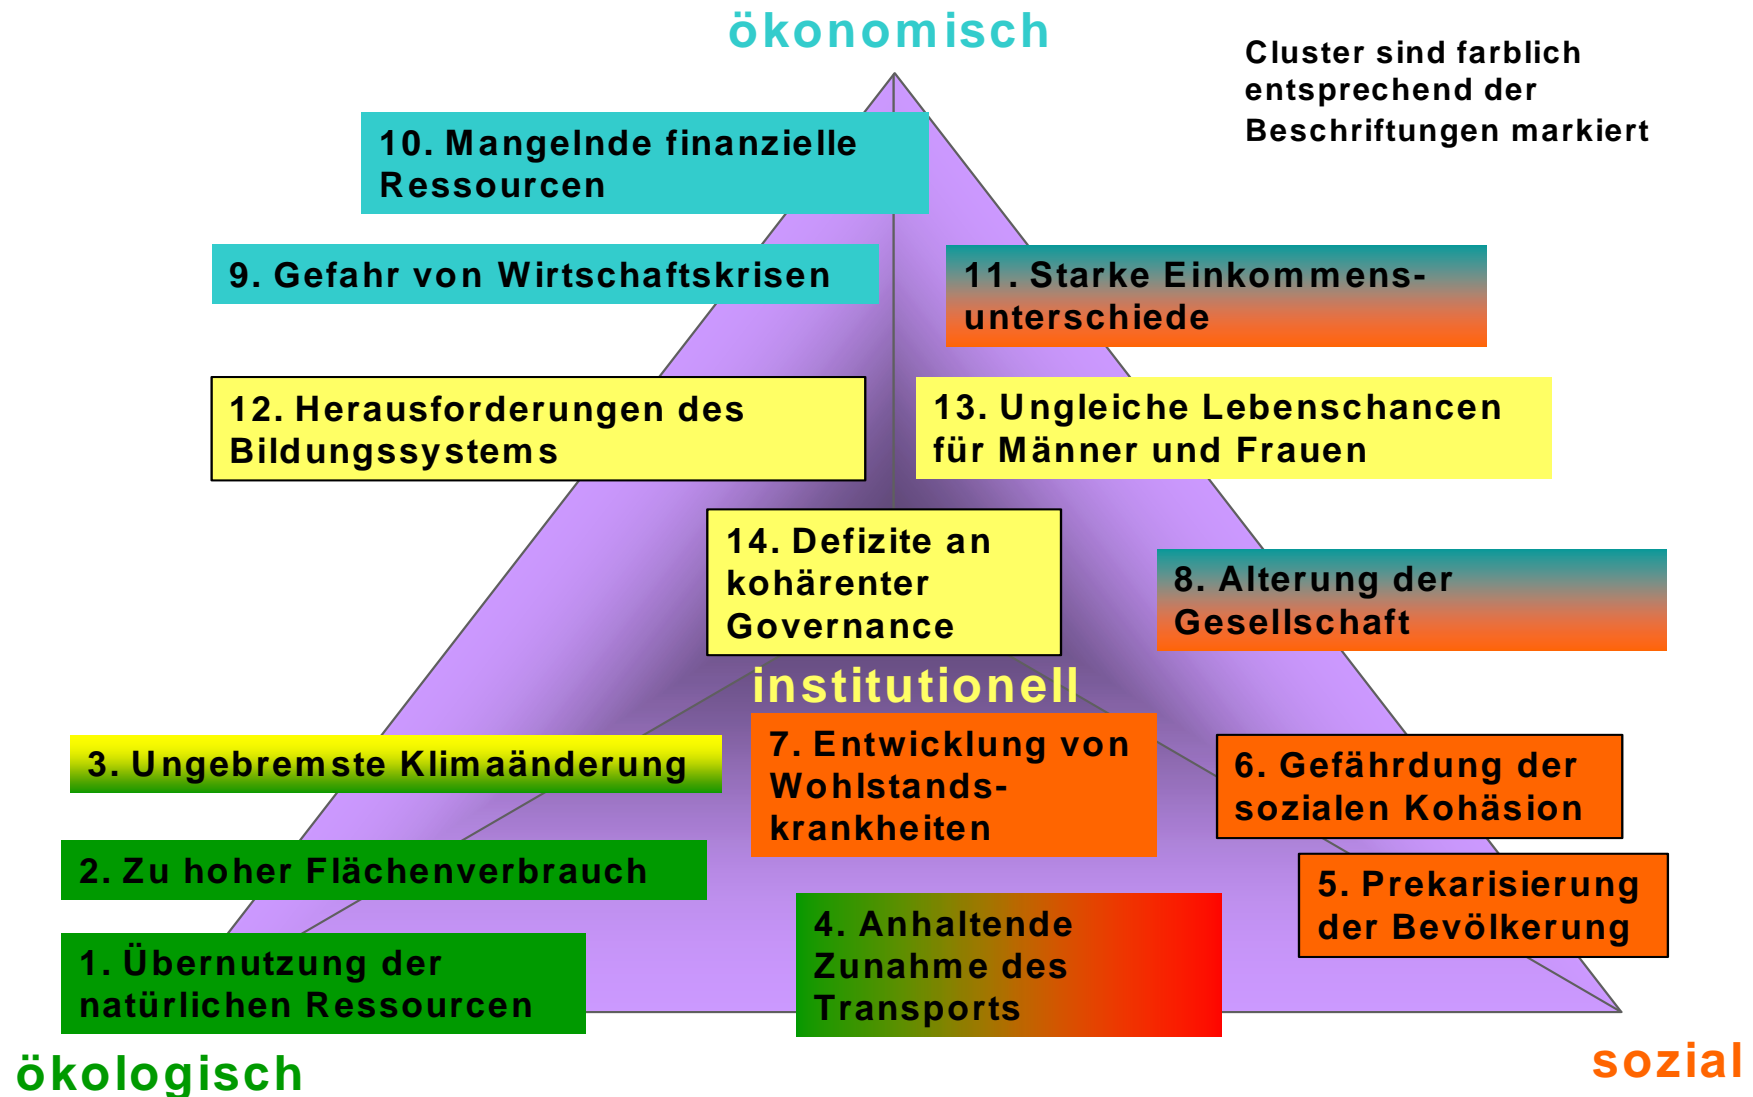 ökonomisch
Cluster sind farblich
entsprechend der
Beschriftungen markiert
10. Mangelnde finanzielle
Ressourcen
9. Gefahr von Wirtschaftskrisen
11. Starke Einkommens-
unterschiede
12. Herausforderungen des
Bildungssystems
13. Ungleiche Lebenschancen
für Männer und Frauen
14. Defizite an
kohärenter
Governance
8. Alterung der
Gesellschaft
institutionell
3. Ungebremste Klimaänderung
7. Entwicklung von
Wohlstands-
krankheiten
6. Gefährdung der
sozialen Kohäsion
2. Zu hoher Flächenverbrauch
5. Prekarisierung
der Bevölkerung
1. Übernutzung der
natürlichen Ressourcen
4. Anhaltende
Zunahme des
Transports
ökologisch
sozial